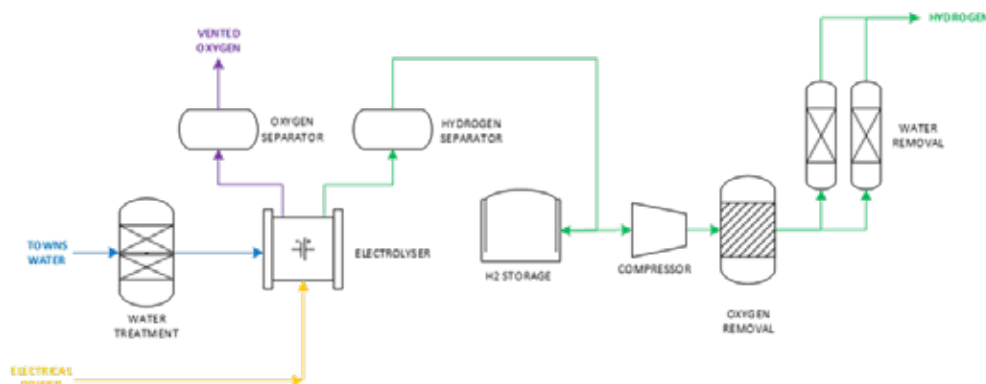 VENTED
OXYGEN
HYDROGEN
OXYGEN
SEPARATOR
HYDROGEN
SEPARATOR
WATER
REMOVAL
TOWNS
WATER
ELECTROLYSER
H2 STORAGE
COMPRESSOR
WATER
TREATMENT
OXYGEN
REMOVAL
ELECTRICAL